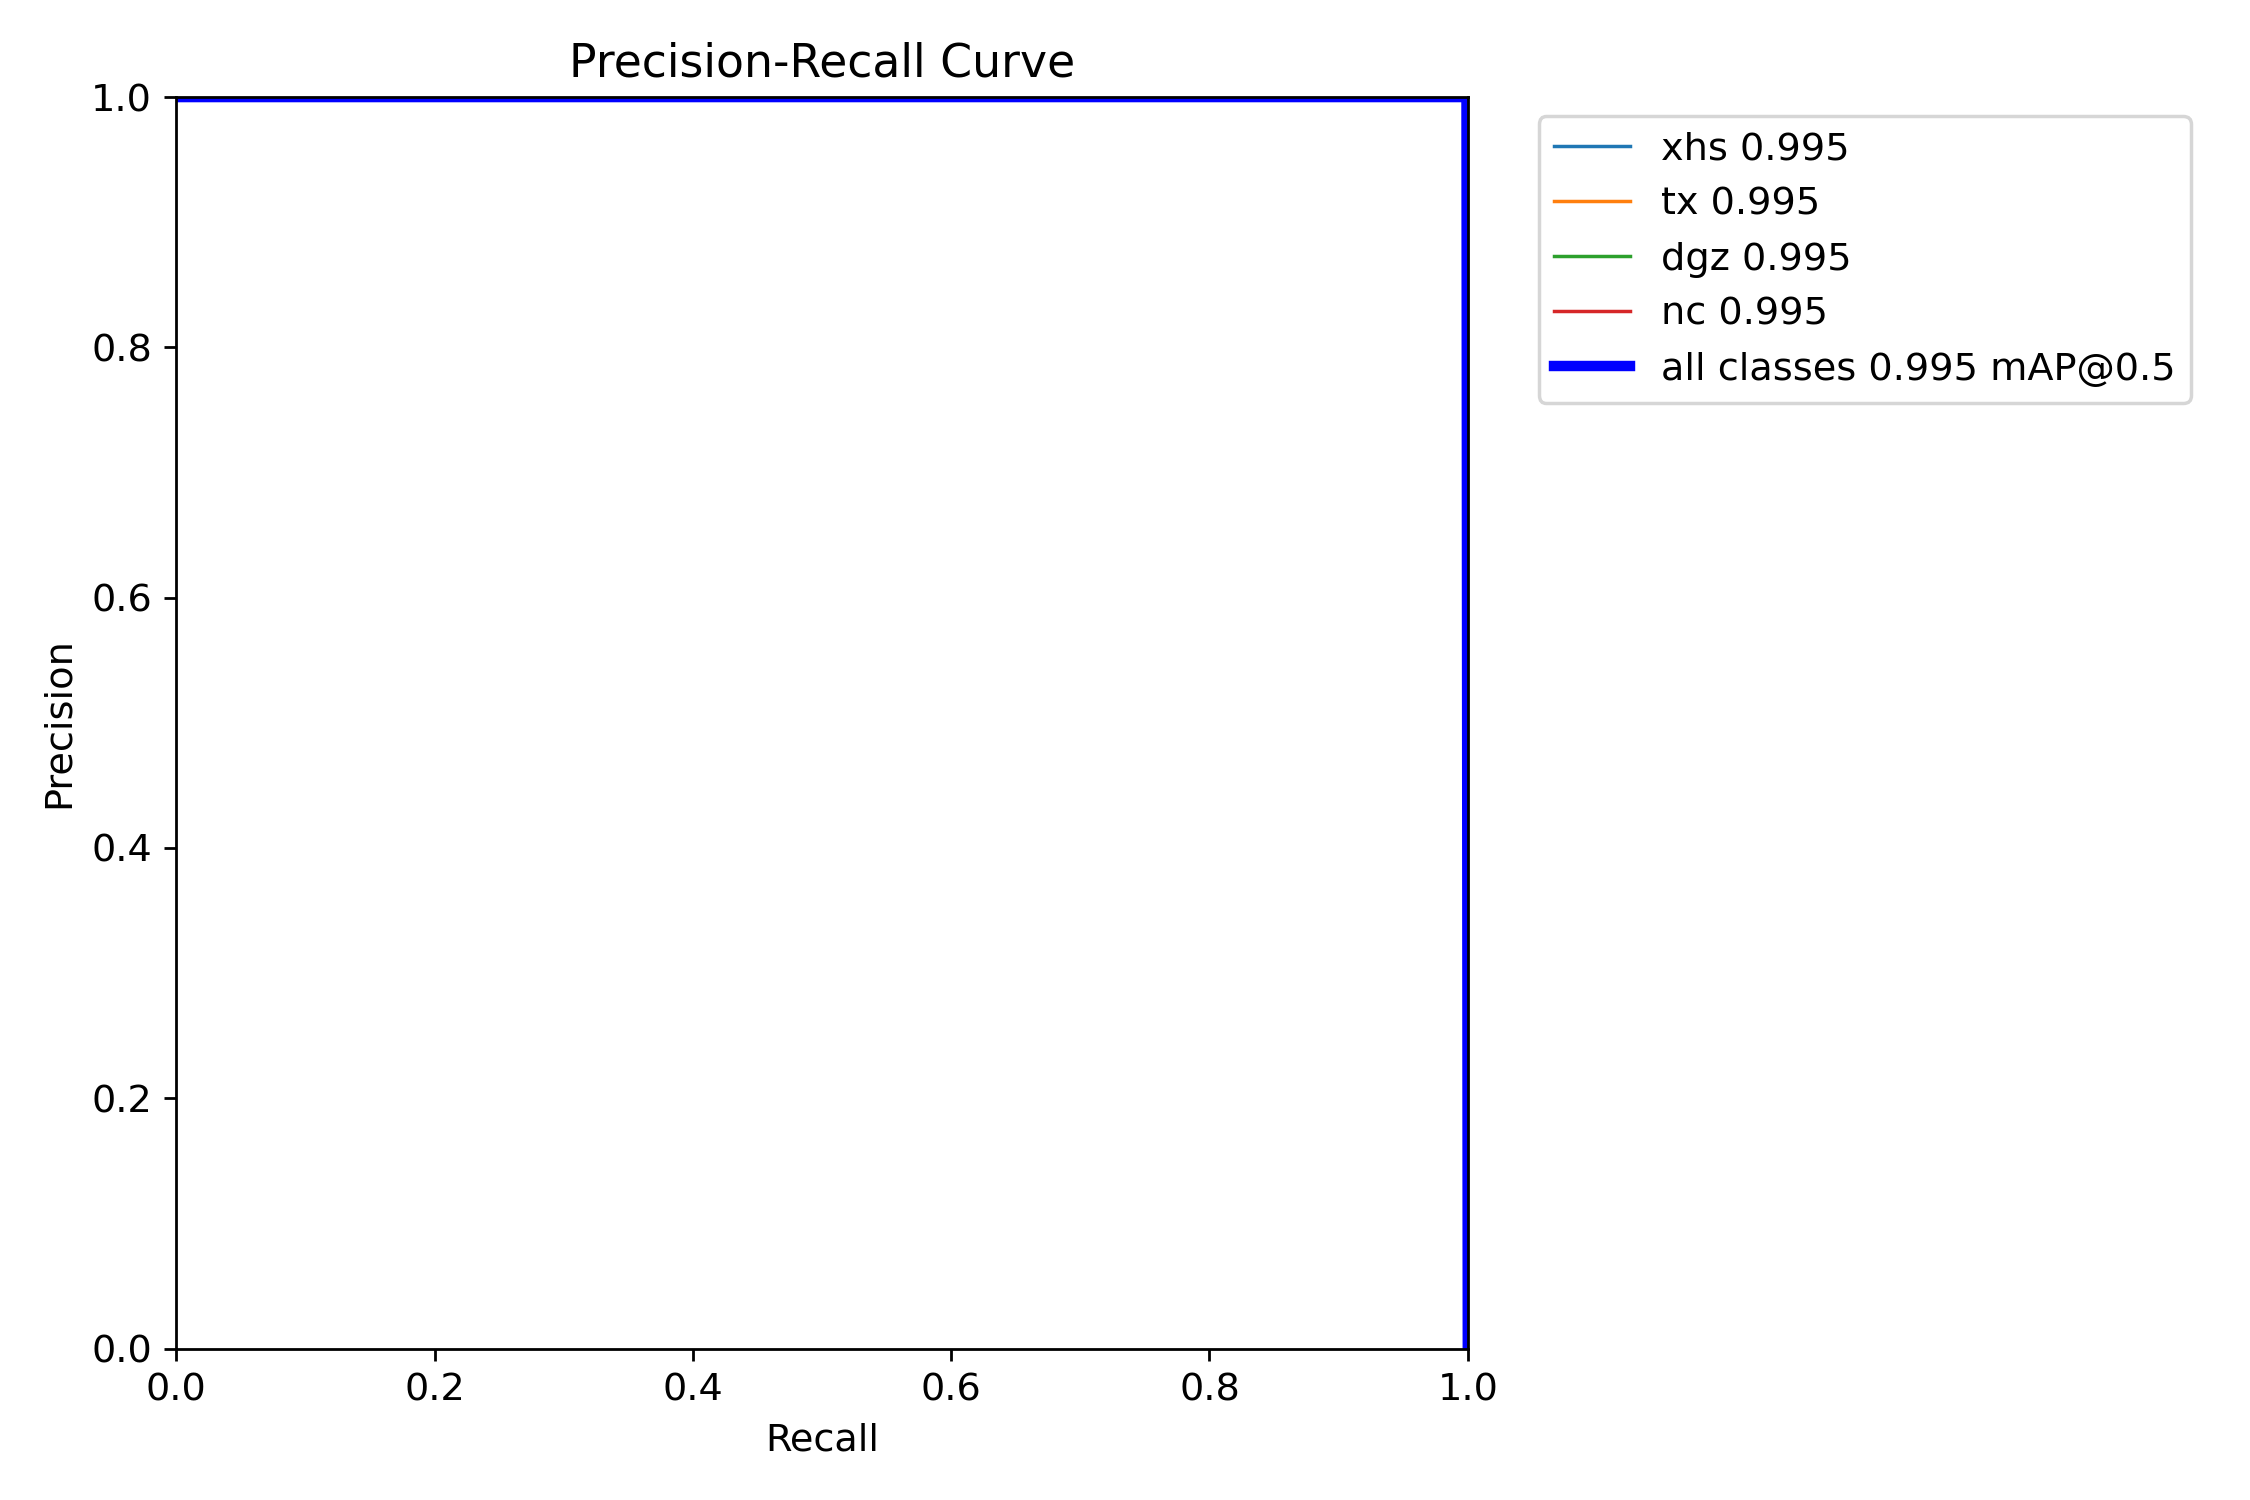 Precision-Recall Curve
1.0
0.8
0.6
0.4
0.2
0.0
Precision
0.0 0.2 0.4 0.6 0.8 1.0
Recall
xhs 0.995
tx 0.995
dgz 0.995
nc 0.995
all classes 0.995 mAP@0.5